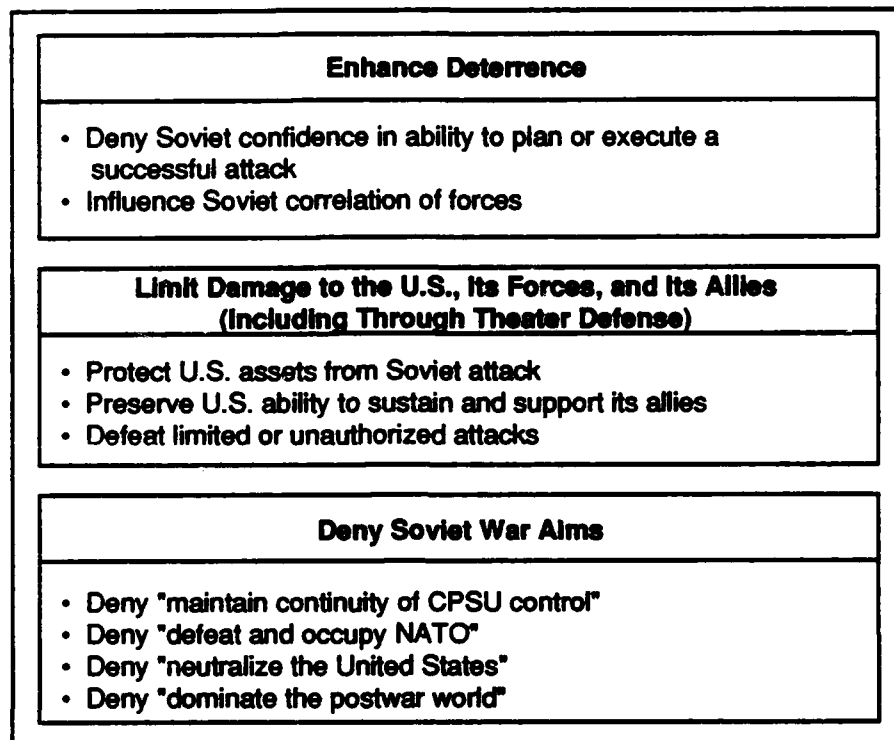 Enhance Deterrence
• Deny Soviet confidence in ability to plan or execute a
successful attack
• Influence Soviet correlation of forces
Limit Damage to the U.S., Its Forces, and Its Allies
(Including Through Theater Defense)
• Protect U.S. assets from Soviet attack
• Preserve U.S. ability to sustain and support its allies
• Defeat limited or unauthorized attacks
Deny Soviet War Aims
• Deny "maintain continuity of CPSU control"
• Deny "defeat and occupy NATO"
• Deny "neutralize the United States"
• Deny "dominate the postwar world"